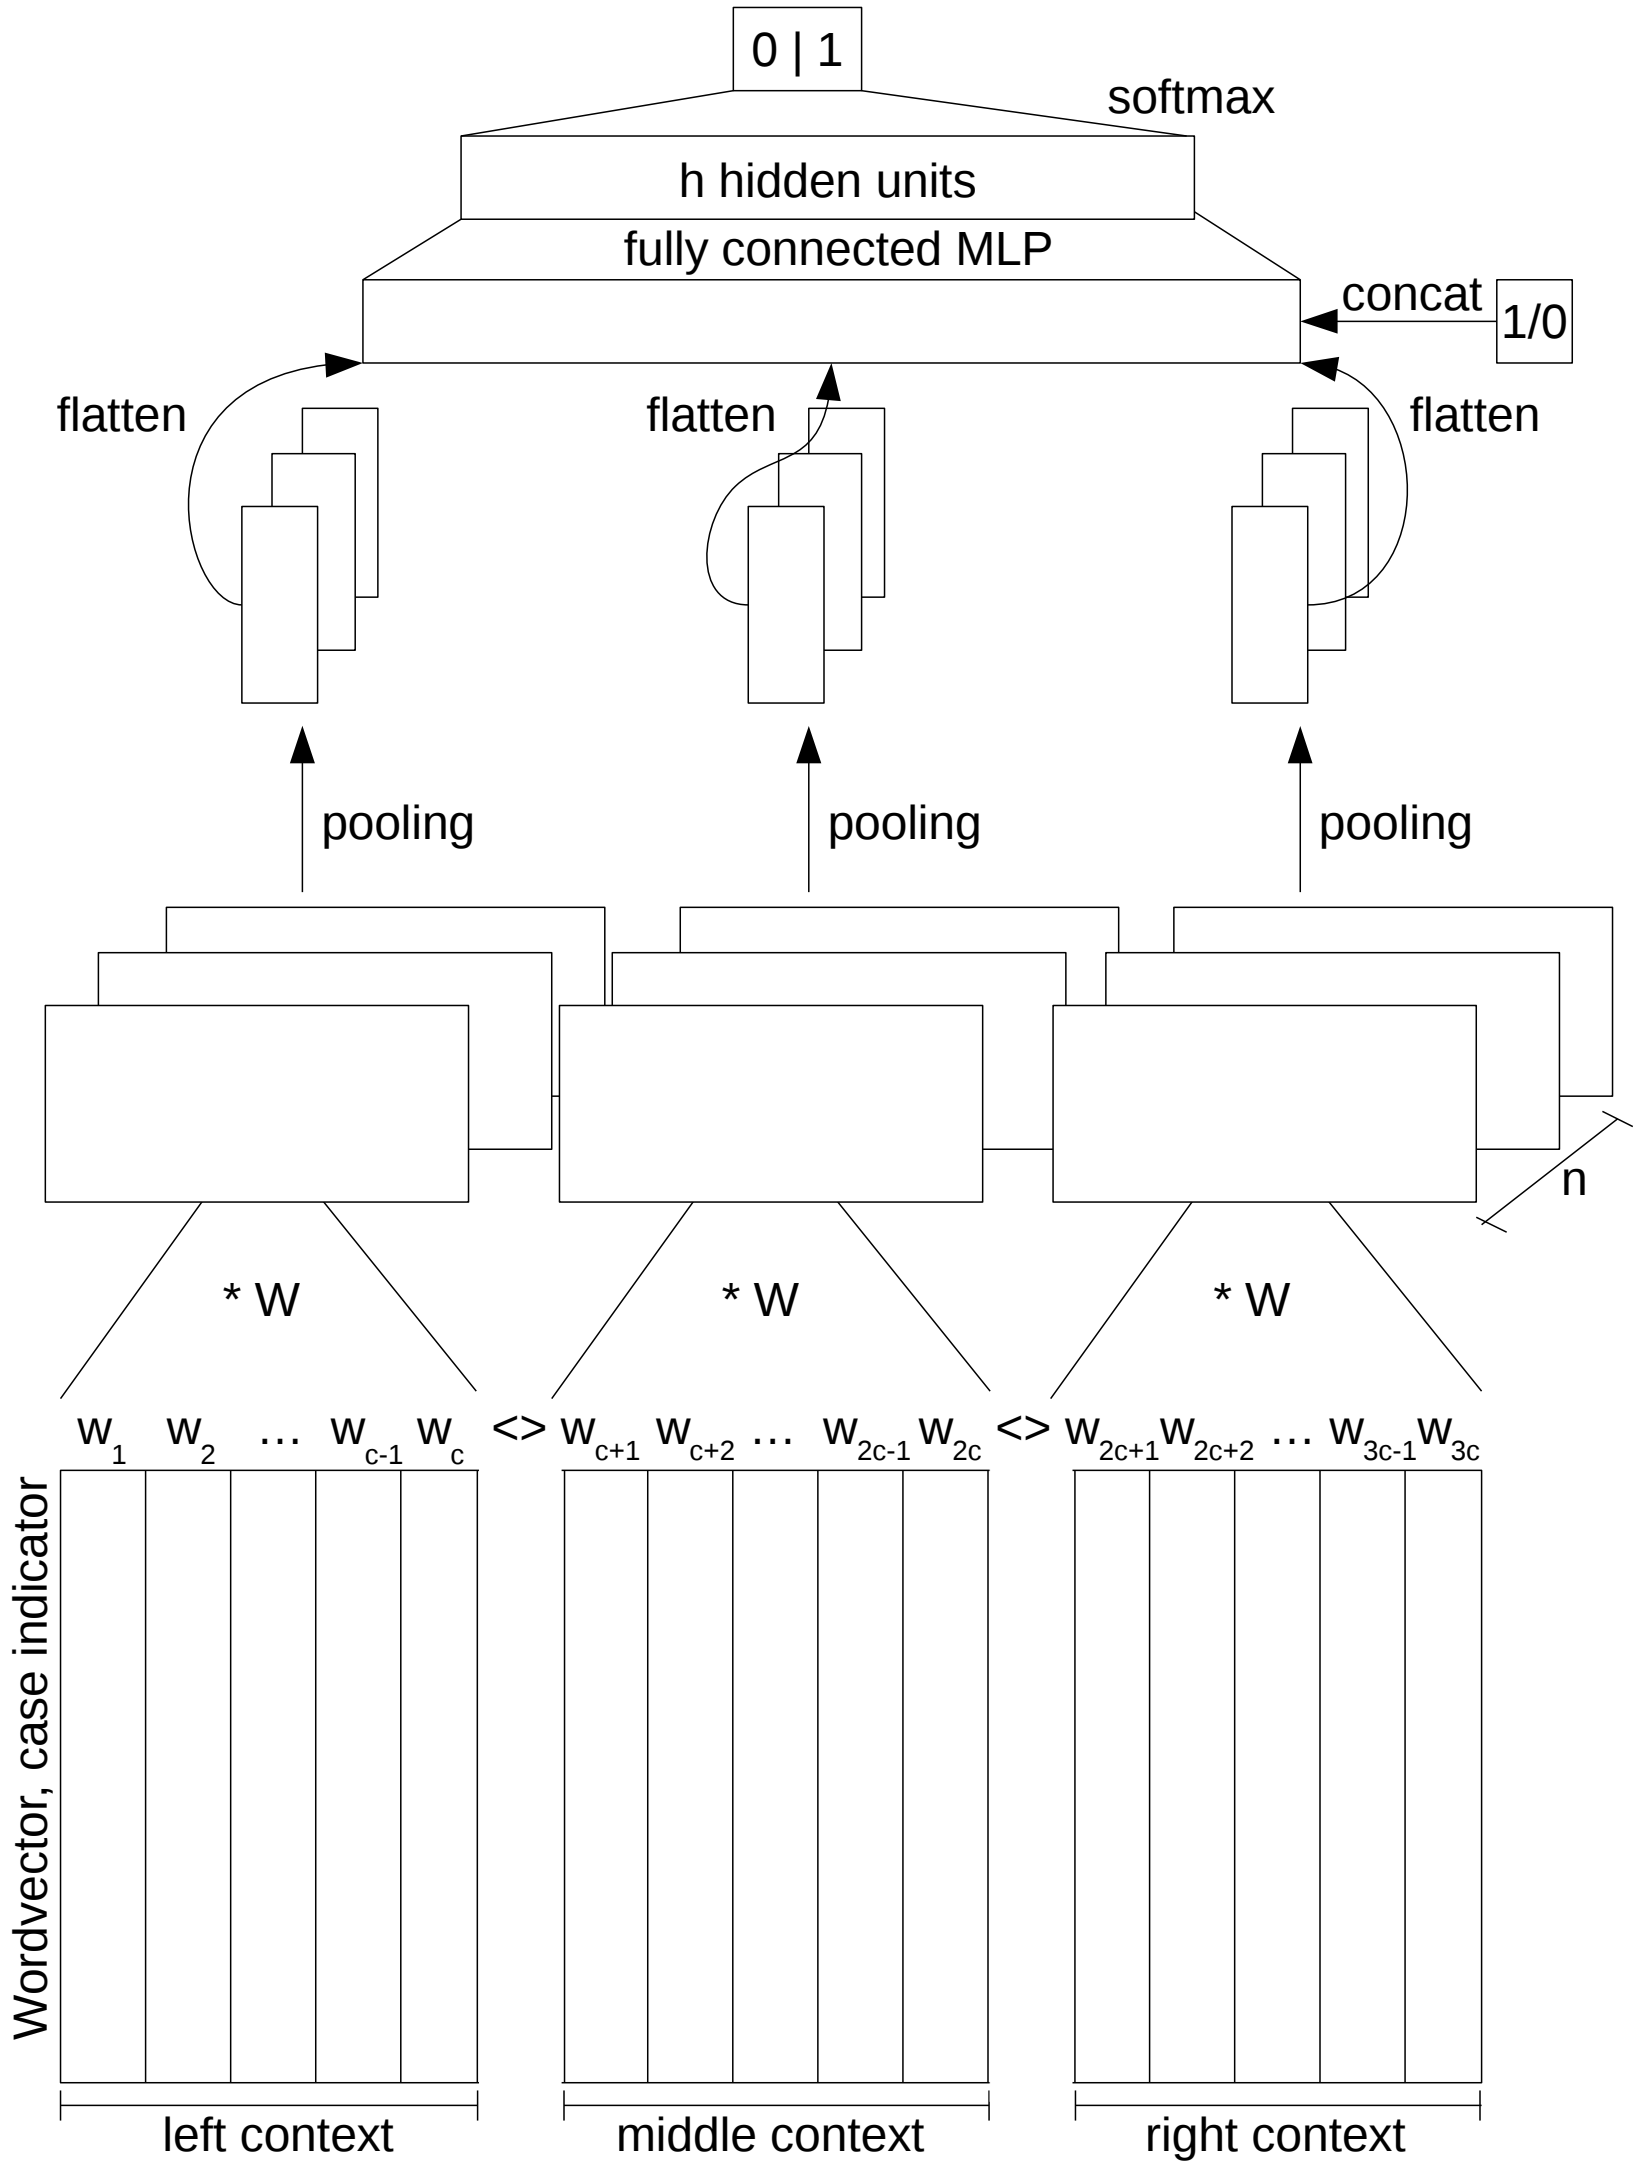 0 | 1
softmax
h hidden units
fully connected MLP
concat
1/0
flatten flatten flatten
pooling pooling pooling
n
* W * W * W
w1 w2 ... wc-1 wc <> wc+1 wc+2 ... w2c-1 w2c <> w2c+1 w2c+2 ... w3c-1 w3c
Wordvector, case indicator
left context middle context right context